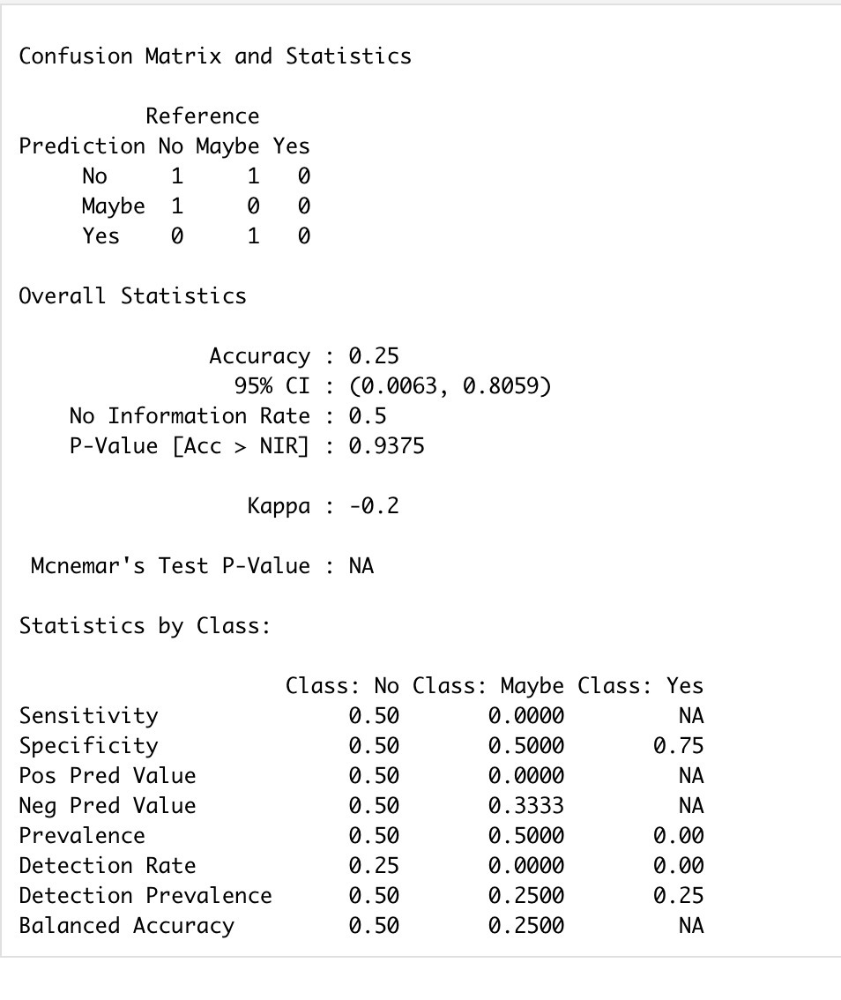 Confusion Matrix and Statistics
Reference
Prediction No Maybe Yes
No 1 1 0
Maybe 1 0 0
Yes 0 1 0
Overall Statistics
Accuracy : 0.25
95% CI : (0.0063, 0.8059)
No Information Rate : 0.5
P-Value [Acc > NIR] : 0.9375
Kappa : -0.2
Mcnemar's Test P-Value : NA
Statistics by Class:
Class: No Class: Maybe Class: Yes
Sensitivity 0.50 0.0000 NA
Specificity 0.50 0.5000 0.75
Pos Pred Value 0.50 0.0000 NA
Neg Pred Value 0.50 0.3333 NA
Prevalence 0.50 0.5000 0.00
Detection Rate 0.25 0.0000 0.00
Detection Prevalence 0.50 0.2500 0.25
Balanced Accuracy 0.50 0.2500 NA